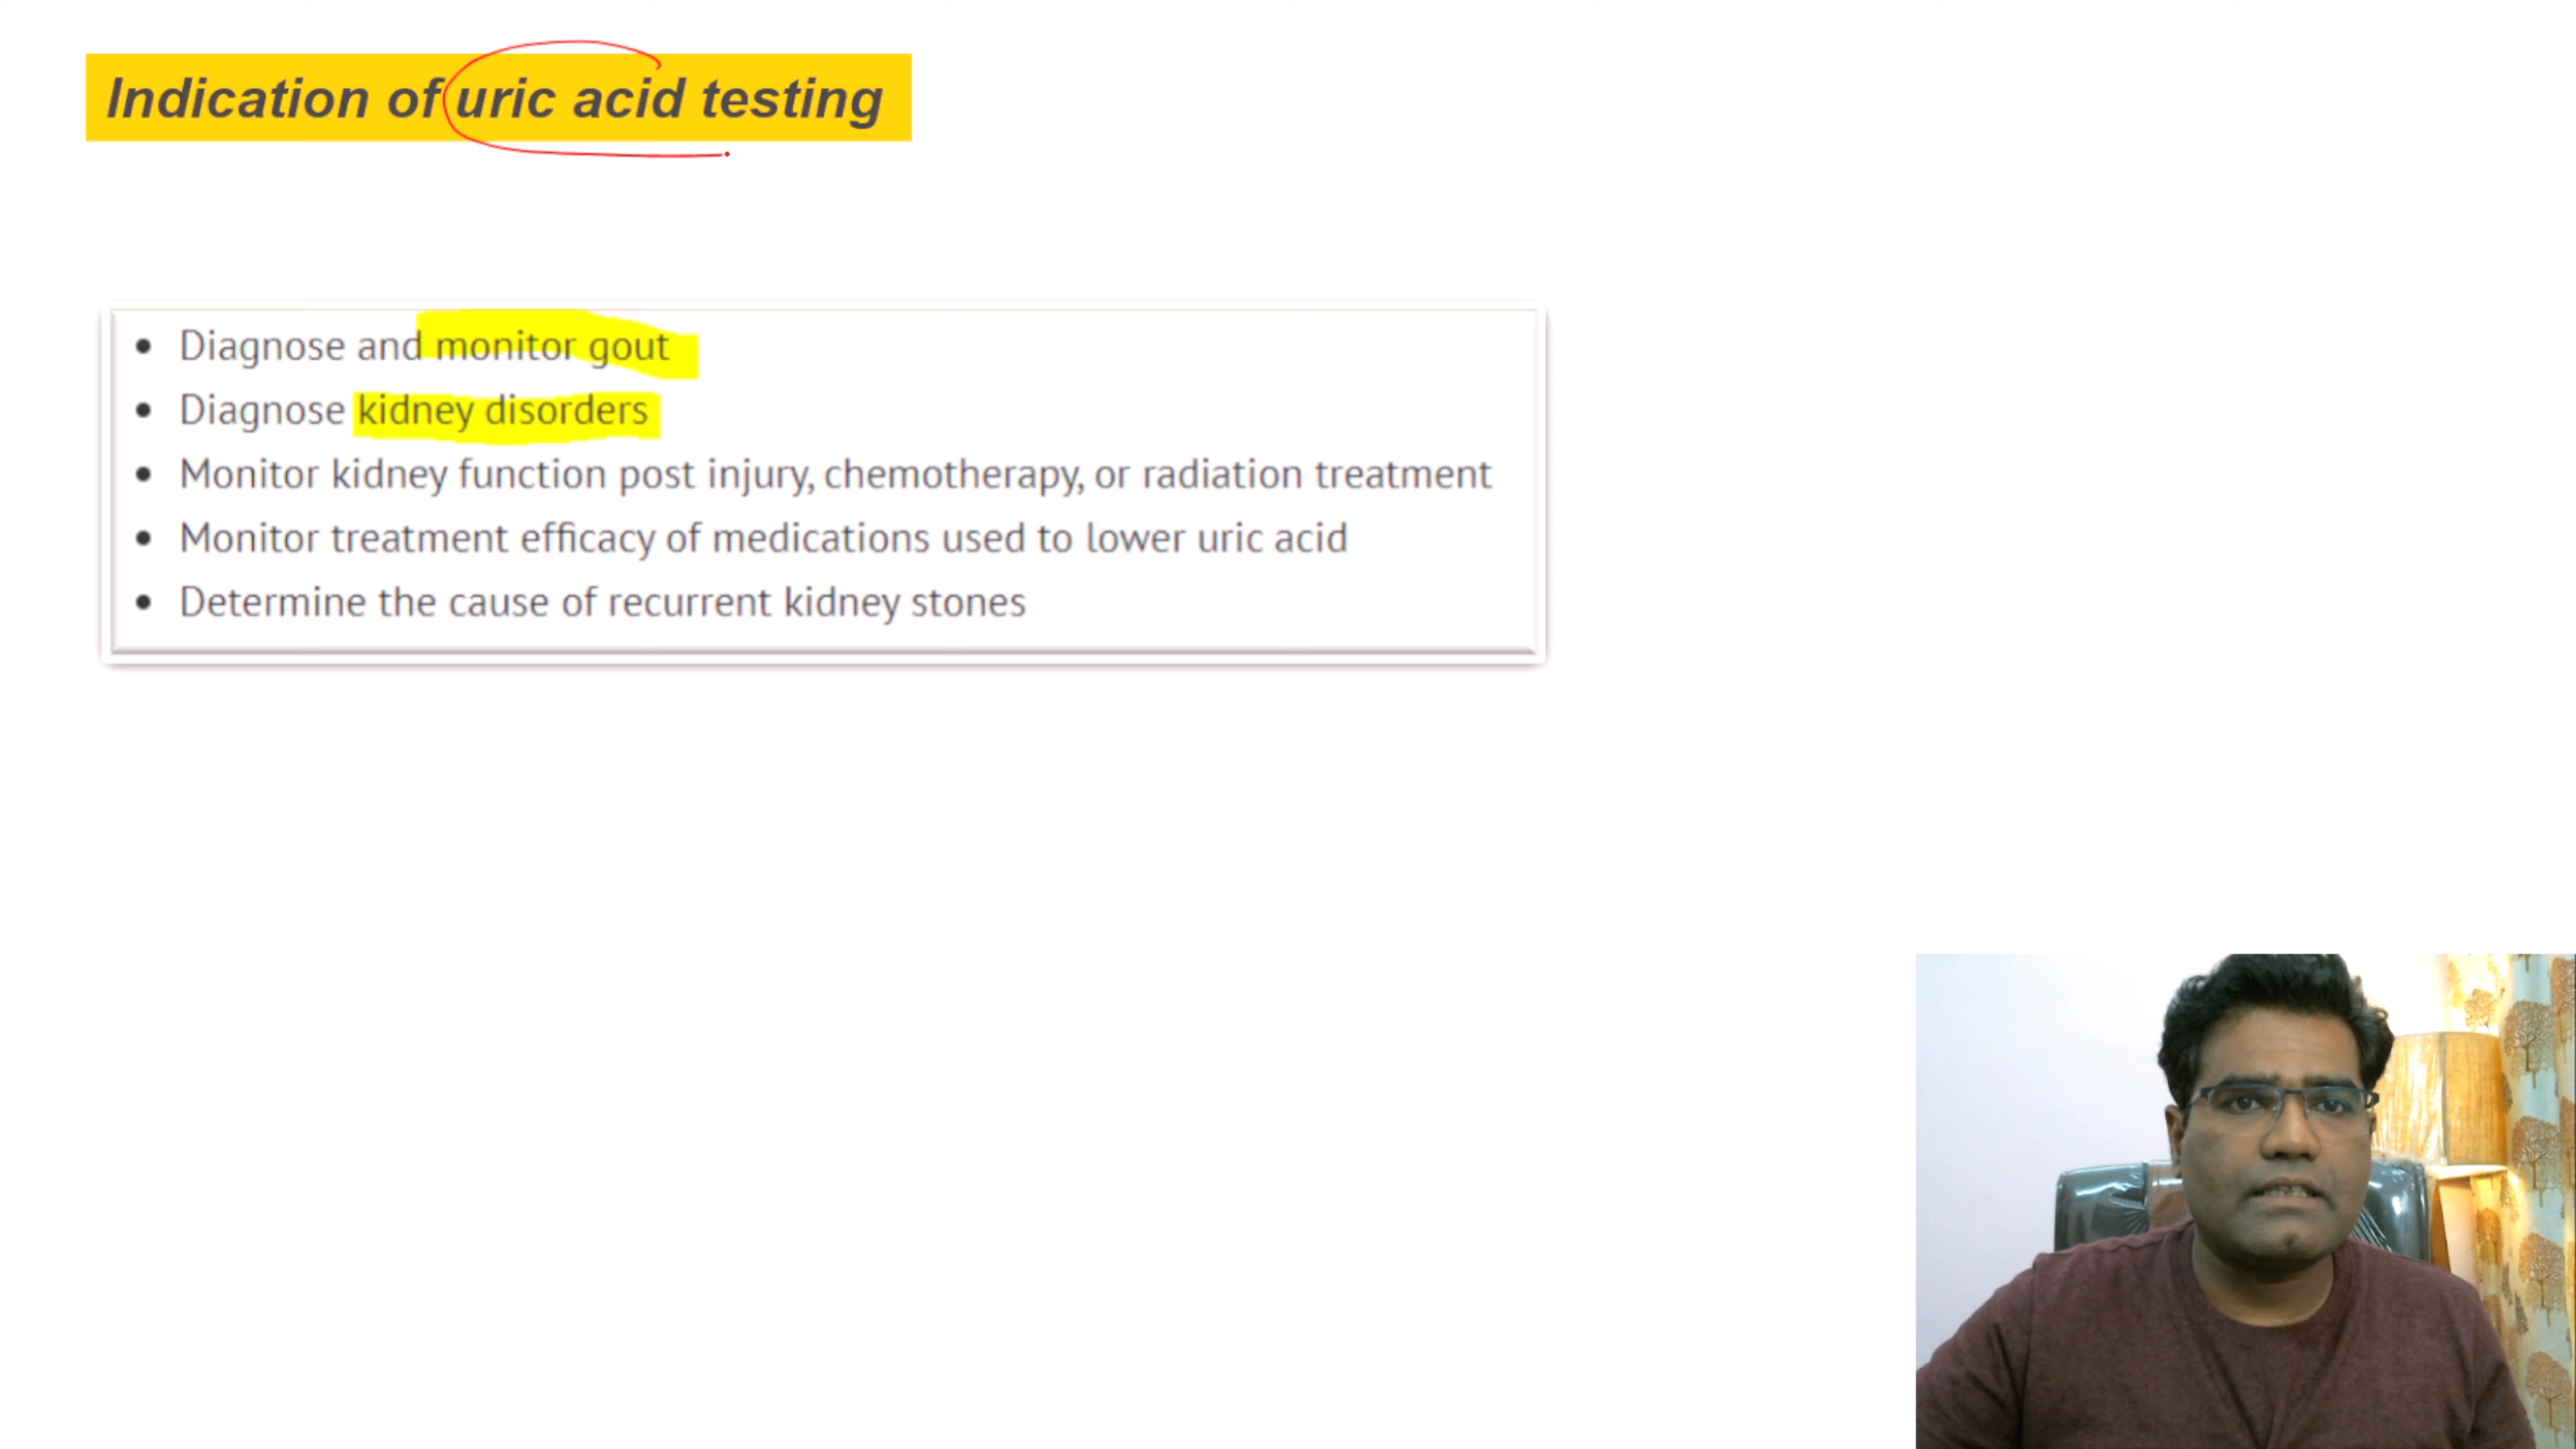 Indication of uric acid testing
• Diagnose and monitor gout
• Diagnose kidney disorders
• Monitor kidney function post injury, chemotherapy, or radiation treatment
• Monitor treatment efficacy of medications used to lower uric acid
• Determine the cause of recurrent kidney stones